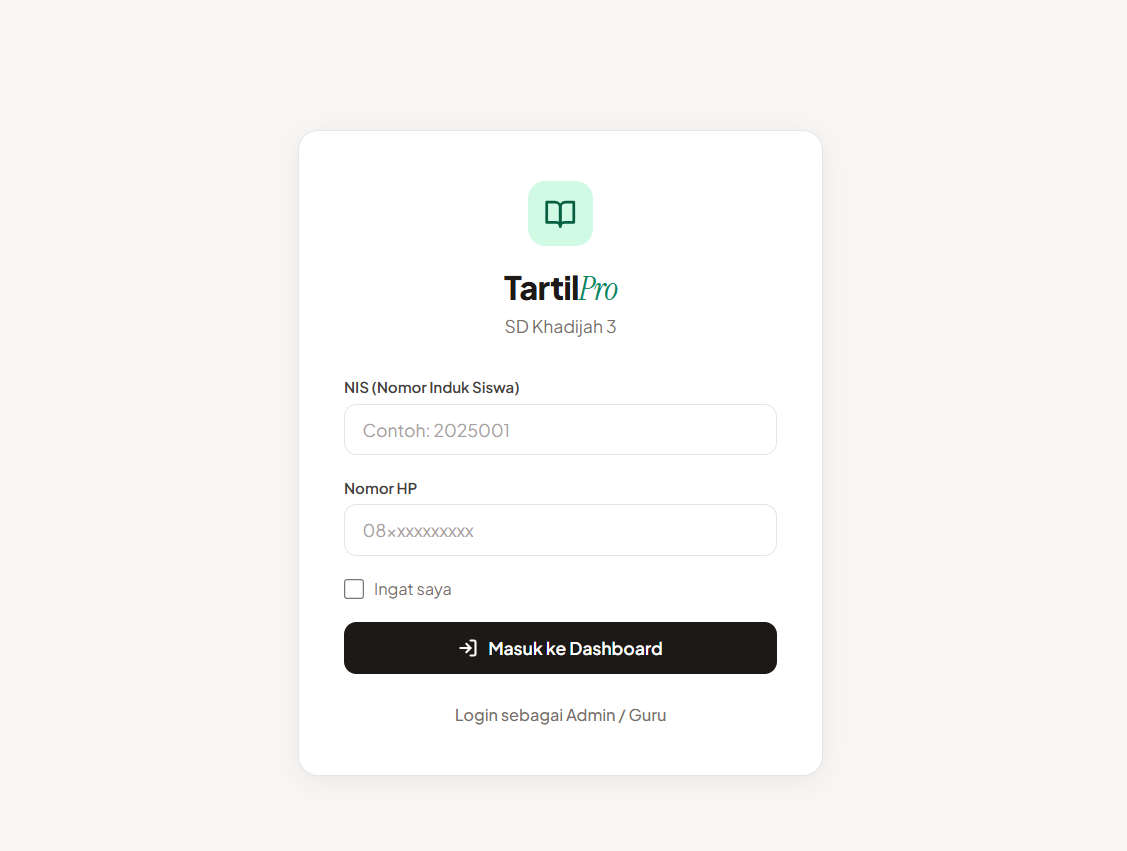 TartilPro
SD Khadijah 3
NIS (Nomor Induk Siswa)
Contoh: 2025001
Nomor HP
08xxxxxxxxxx
Ingat saya
Masuk ke Dashboard
Login sebagai Admin / Guru